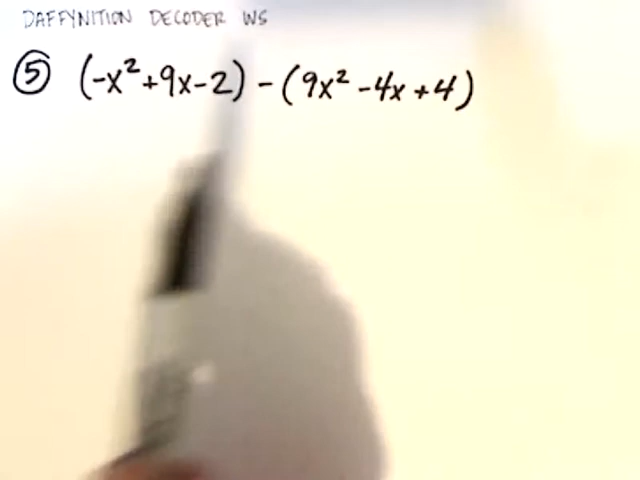 DAFFYNITION DECODER WS
⑤ (-x²+9x-2) - (9x² -4x +4)